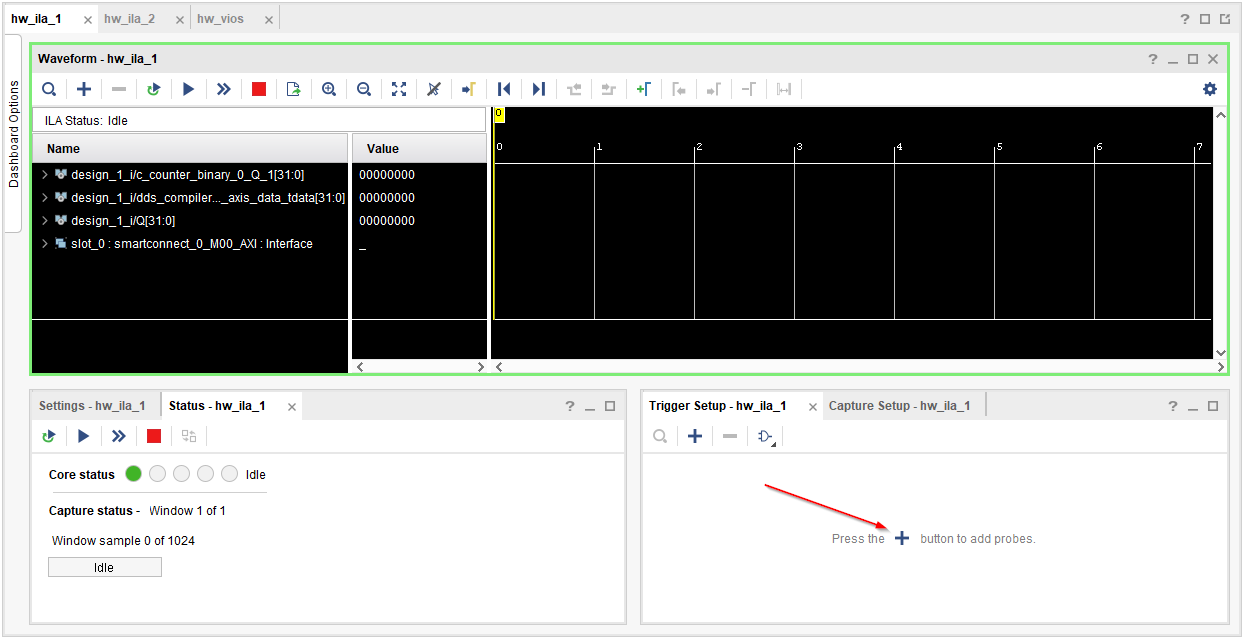 hw_ila_1 hw_ila_2 hw_vios
Dashboard Options
Waveform - hw_ila_1
ILA Status: Idle
Name Value
design_1_i/c_counter_binary_0_Q_1[31:0] 00000000
design_1_i/dds_compiler..._axis_data_tdata[31:0] 00000000
design_1_i/Q[31:0] 00000000
slot_0 : smartconnect_0_M00_AXI : Interface _
0
0 1 2 3 4 5 6 7
Settings - hw_ila_1 Status - hw_ila_1
Core status Idle
Capture status - Window 1 of 1
Window sample 0 of 1024
Idle
Trigger Setup - hw_ila_1 Capture Setup - hw_ila_1
Press the + button to add probes.